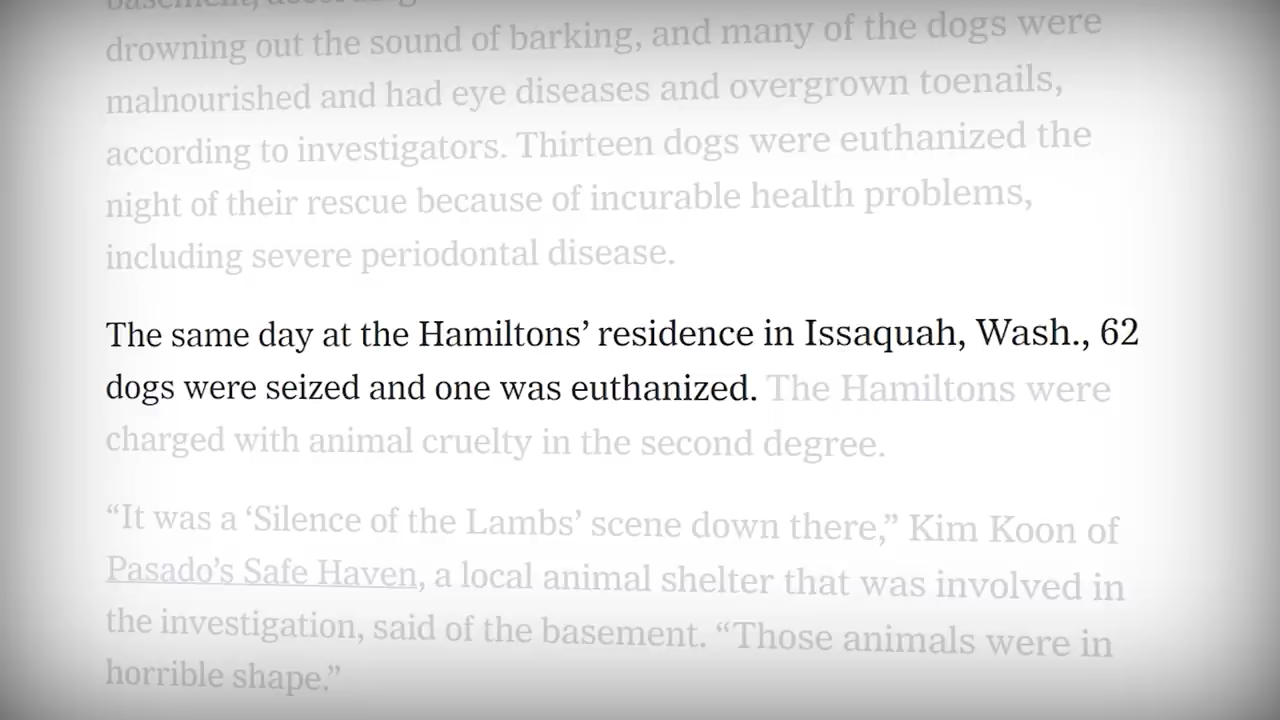 basement, according
drowning out the sound of barking, and many of the dogs were
malnourished and had eye diseases and overgrown toenails,
according to investigators. Thirteen dogs were euthanized the
night of their rescue because of incurable health problems,
including severe periodontal disease.
The same day at the Hamiltons’ residence in Issaquah, Wash., 62
dogs were seized and one was euthanized. The Hamiltons were
charged with animal cruelty in the second degree.
“It was a ‘Silence of the Lambs’ scene down there,” Kim Koon of
Pasado’s Safe Haven, a local animal shelter that was involved in
the investigation, said of the basement. “Those animals were in
horrible shape.”